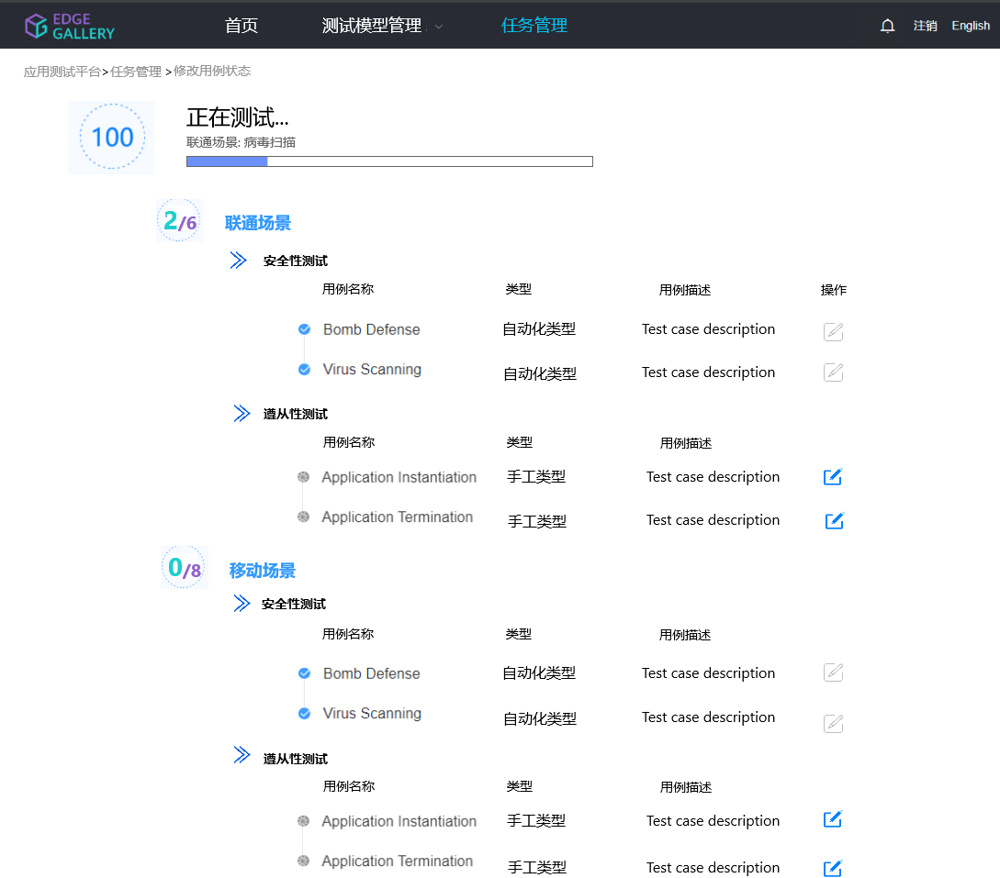 EDGE GALLERY 首页 测试模型管理 任务管理 注销 English
应用测试平台>任务管理 >修改用例状态
100
正在测试...
联通场景: 病毒扫描
2/6 联通场景
安全性测试
用例名称 类型 用例描述 操作
Bomb Defense 自动化类型 Test case description
Virus Scanning 自动化类型 Test case description
遵从性测试
用例名称 类型 用例描述
Application Instantiation 手工类型 Test case description
Application Termination 手工类型 Test case description
0/8 移动场景
安全性测试
用例名称 类型 用例描述
Bomb Defense 自动化类型 Test case description
Virus Scanning 自动化类型 Test case description
遵从性测试
用例名称 类型 用例描述
Application Instantiation 手工类型 Test case description
Application Termination 手工类型 Test case description